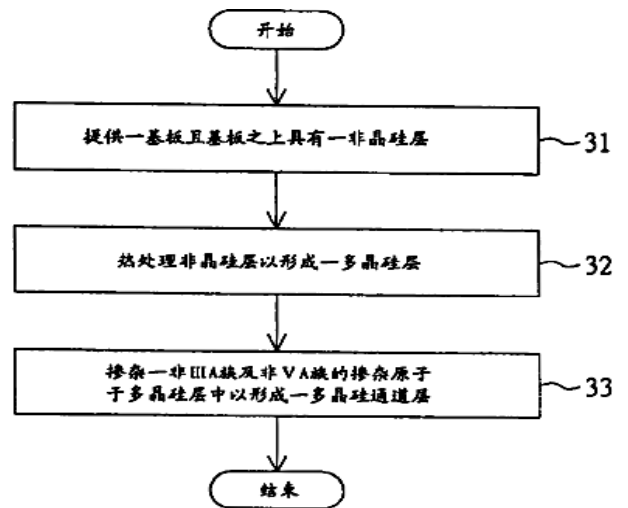 开始
提供一基板且基板之上具有一非晶硅层
31
热处理非晶硅层以形成一多晶硅层
32
掺杂一非IIIA族及非VA族的掺杂原子
于多晶硅层中以形成一多晶硅通道层
33
结束